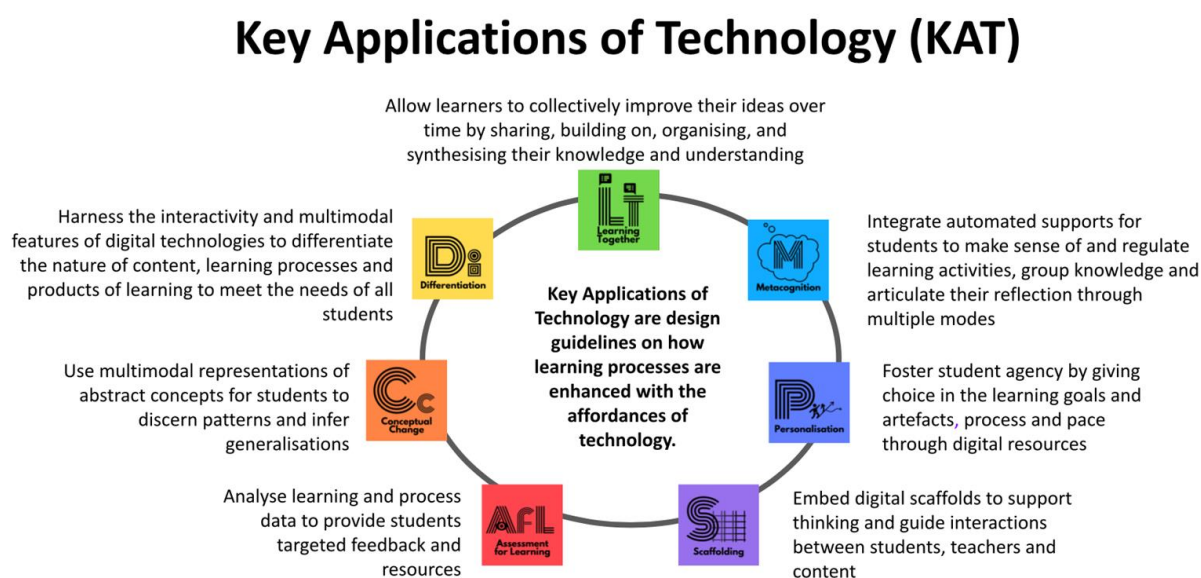 Key Applications of Technology (KAT)
Allow learners to collectively improve their ideas over
time by sharing, building on, organising, and
synthesising their knowledge and understanding
LT
Learning
Together
Harness the interactivity and multimodal
features of digital technologies to differentiate
the nature of content, learning processes and
products of learning to meet the needs of all
students
Di
Differentiation
M
Metacognition
Integrate automated supports for
students to make sense of and regulate
learning activities, group knowledge and
articulate their reflection through
multiple modes
Key Applications of
Technology are design
guidelines on how
learning processes are
enhanced with the
affordances of
technology.
Use multimodal representations of
abstract concepts for students to
discern patterns and infer
generalisations
Cc
Conceptual
Change
P
Personalisation
Foster student agency by giving
choice in the learning goals and
artefacts, process and pace
through digital resources
Analyse learning and process
data to provide students
targeted feedback and
resources
AfL
Assessment
for Learning
S
Scaffolding
Embed digital scaffolds to support
thinking and guide interactions
between students, teachers and
content